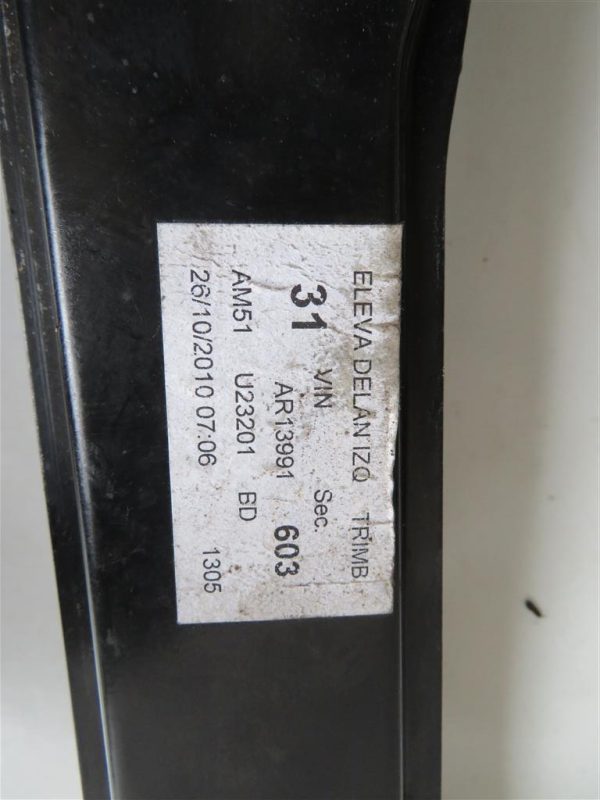 ELEVA DELAN IZQ TRIMB
31 VIN Sec.
AR13991 603
AM51 U23201 BD
26/10/2010 07:06 1305